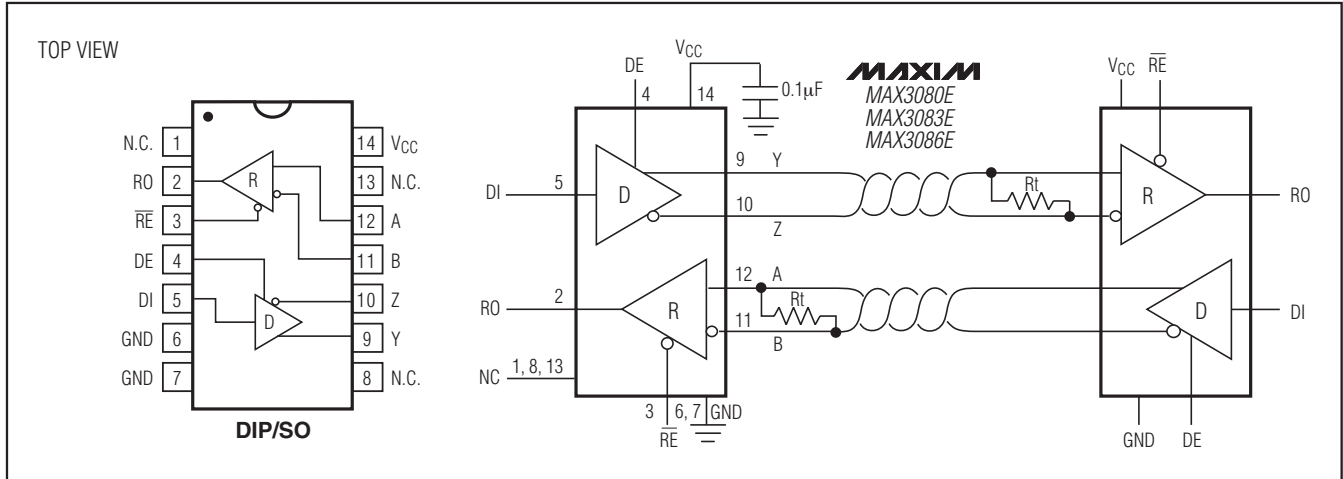 TOP VIEW
N.C. 1
RO 2
R̅E̅ 3
DE 4
DI 5
GND 6
GND 7
14 VCC
13 N.C.
12 A
11 B
10 Z
9 Y
8 N.C.
R
D
DIP/SO
DE
4
VCC
14
0.1µF
MAXIM
MAX3080E
MAX3083E
MAX3086E
DI 5
D
9 Y
10
Z
Rt
RO 2
R
12 A
Rt
11
B
NC 1, 8, 13
3
R̅E̅
6, 7 GND
VCC R̅E̅
R
RO
D
DI
GND DE